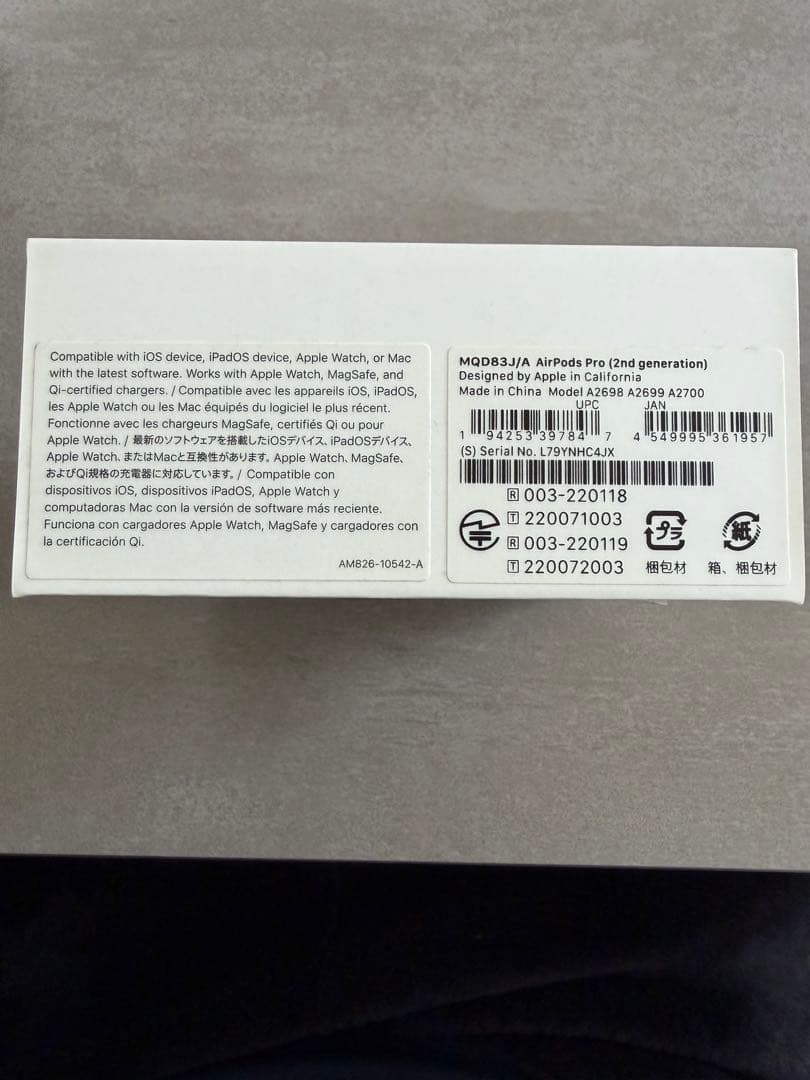 Compatible with iOS device, iPadOS device, Apple Watch, or Mac
with the latest software. Works with Apple Watch, MagSafe, and
Qi-certified chargers. / Compatible avec les appareils iOS, iPadOS,
les Apple Watch ou les Mac équipés du logiciel le plus récent.
Fonctionne avec les chargeurs MagSafe, certifiés Qi ou pour
Apple Watch. / 最新のソフトウェアを搭載したiOSデバイス、iPadOSデバイス、
Apple Watch、またはMacと互換性があります。Apple Watch、MagSafe、
およびQi規格の充電器に対応しています。/ Compatible con
dispositivos iOS, dispositivos iPadOS, Apple Watch y
computadoras Mac con la versión de software más reciente.
Funciona con cargadores Apple Watch, MagSafe y cargadores con
la certificación Qi.
AM826-10542-A
MQD83J/A AirPods Pro (2nd generation)
Designed by Apple in California
Made in China Model A2698 A2699 A2700
UPC JAN
1 94253 39784 7 4 549995 361957
(S) Serial No. L79YNHC4JX
R 003-220118
T 220071003
R 003-220119
T 220072003
プラ 紙
梱包材 箱、梱包材